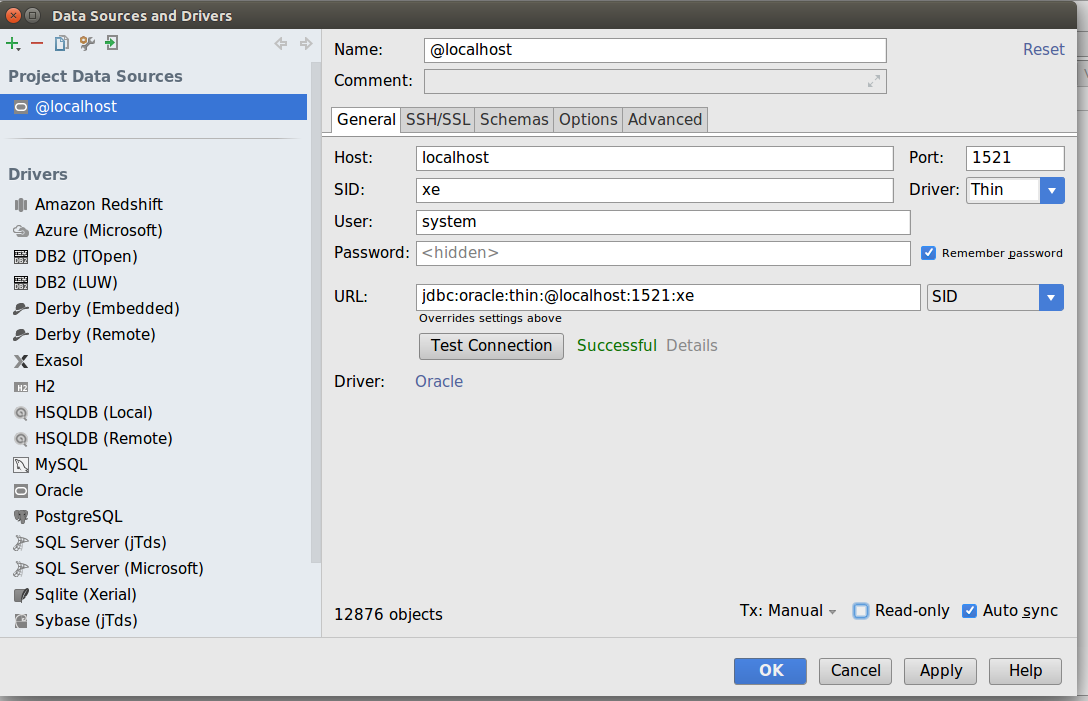 Data Sources and Drivers
Project Data Sources
@localhost
Drivers
Amazon Redshift
Azure (Microsoft)
DB2 (JTOpen)
DB2 (LUW)
Derby (Embedded)
Derby (Remote)
Exasol
H2
HSQLDB (Local)
HSQLDB (Remote)
MySQL
Oracle
PostgreSQL
SQL Server (jTds)
SQL Server (Microsoft)
Sqlite (Xerial)
Sybase (jTds)
Name: @localhost Reset
Comment:
General SSH/SSL Schemas Options Advanced
Host: localhost Port: 1521
SID: xe Driver: Thin
User: system
Password: <hidden> Remember password
URL: jdbc:oracle:thin:@localhost:1521:xe SID
Overrides settings above
Test Connection Successful Details
Driver: Oracle
12876 objects Tx: Manual Read-only Auto sync
OK Cancel Apply Help